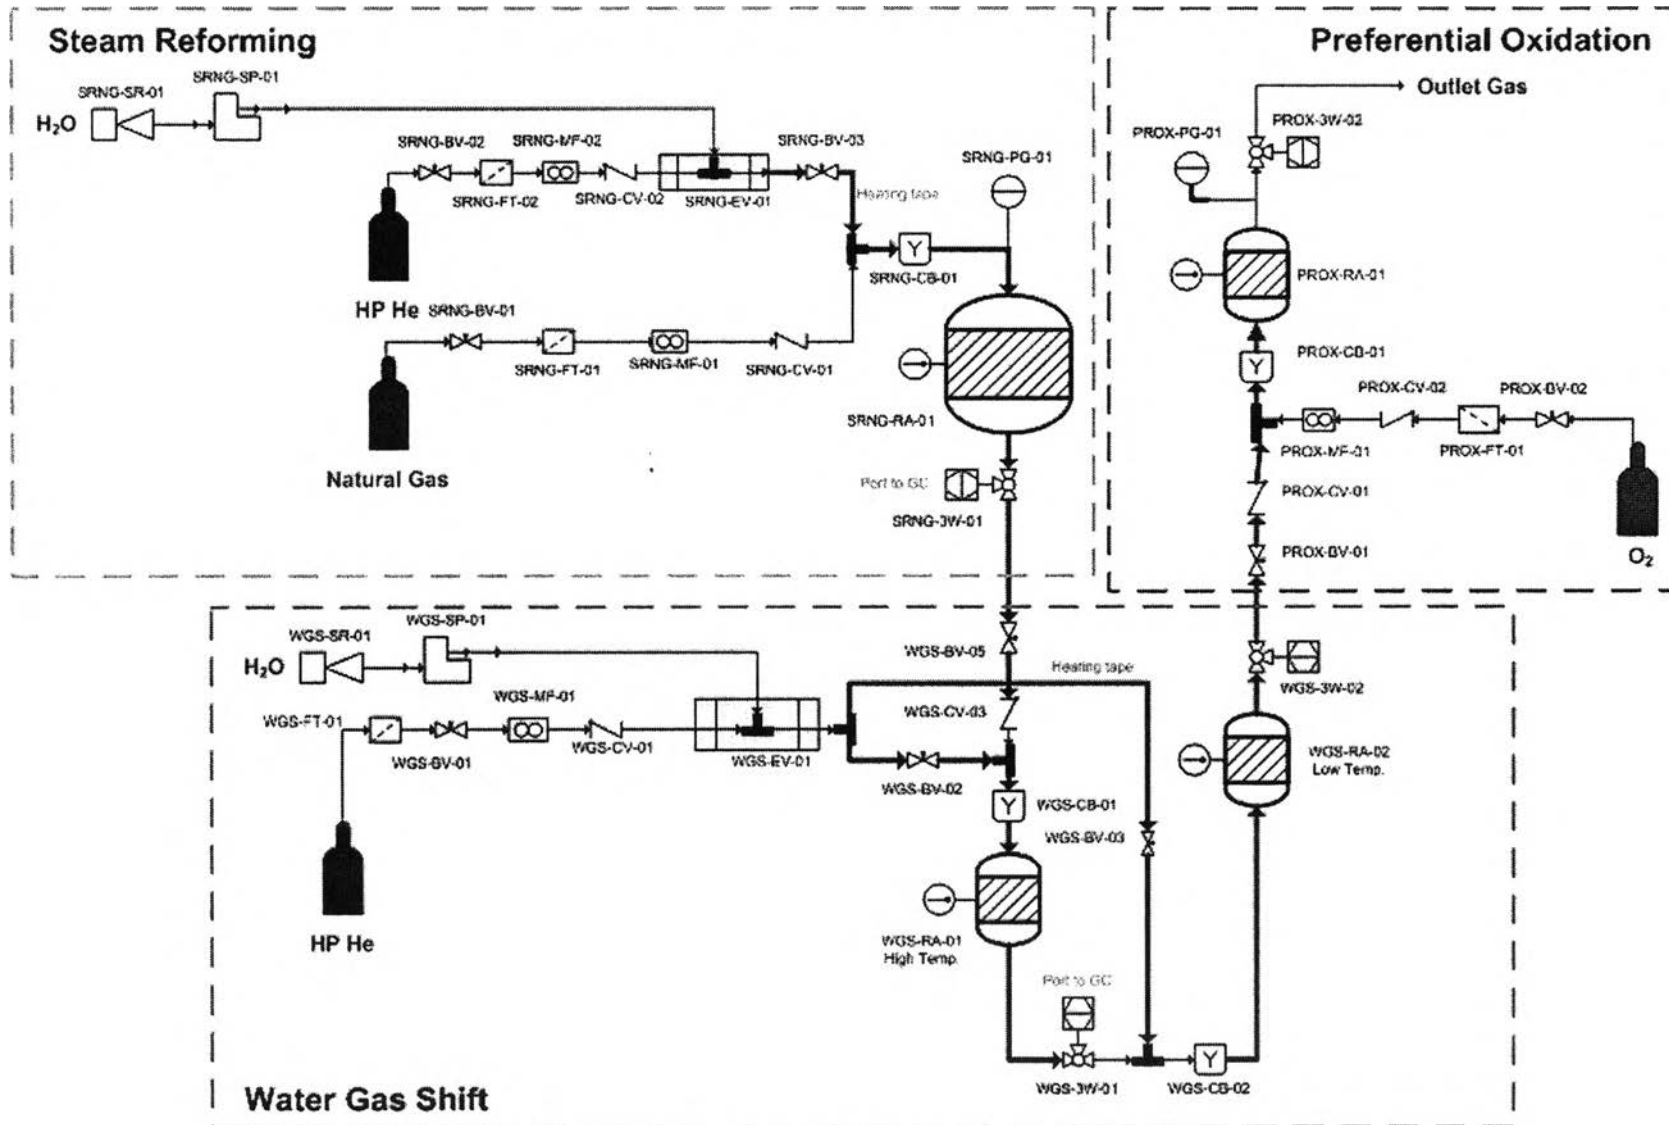 Steam Reforming
SRNG-SR-01
SRNG-SP-01
H₂O
SRNG-BV-02
SRNG-MF-02
SRNG-BV-03
SRNG-FT-02
SRNG-CV-02
SRNG-EV-01
Heating tape
SRNG-PG-01
SRNG-CB-01
HP He
SRNG-BV-01
SRNG-FT-01
SRNG-MF-01
SRNG-CV-01
SRNG-RA-01
Natural Gas
Port to GC
SRNG-3W-01
Preferential Oxidation
Outlet Gas
PROX-PG-01
PROX-3W-02
PROX-RA-01
PROX-CB-01
PROX-CV-02
PROX-BV-02
PROX-MF-01
PROX-FT-01
PROX-CV-01
PROX-BV-01
O₂
WGS-SR-01
WGS-SP-01
H₂O
WGS-FT-01
WGS-MF-01
WGS-BV-01
WGS-CV-01
WGS-EV-01
HP He
WGS-BV-05
Heating tape
WGS-CV-03
WGS-BV-02
WGS-CB-01
WGS-BV-03
WGS-RA-01
High Temp.
Port to GC
WGS-3W-01
WGS-CB-02
WGS-3W-02
WGS-RA-02
Low Temp.
Y
Y
Y
Y
Water Gas Shift